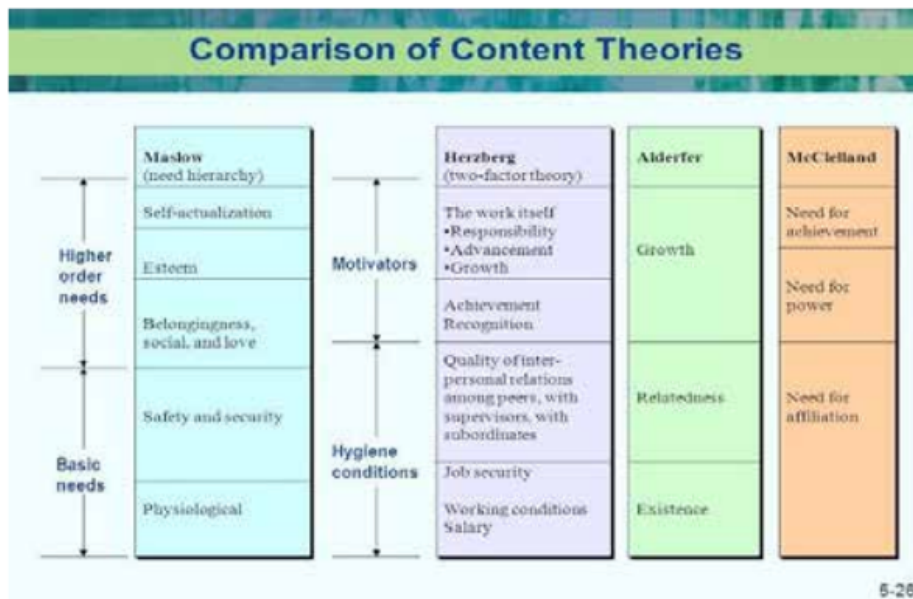 Comparison of Content Theories
Higher
order
needs
Basic
needs
Maslow
(need hierarchy)
Self-actualization
Esteem
Belongingness,
social, and love
Safety and security
Physiological
Motivators
Hygiene
conditions
Herzberg
(two-factor theory)
The work itself
•Responsibility
•Advancement
•Growth
Achievement
Recognition
Quality of inter-
personal relations
among peers, with
supervisors, with
subordinates
Job security
Working conditions
Salary
Alderfer
Growth
Relatedness
Existence
McClelland
Need for
achievement
Need for
power
Need for
affiliation
5-26